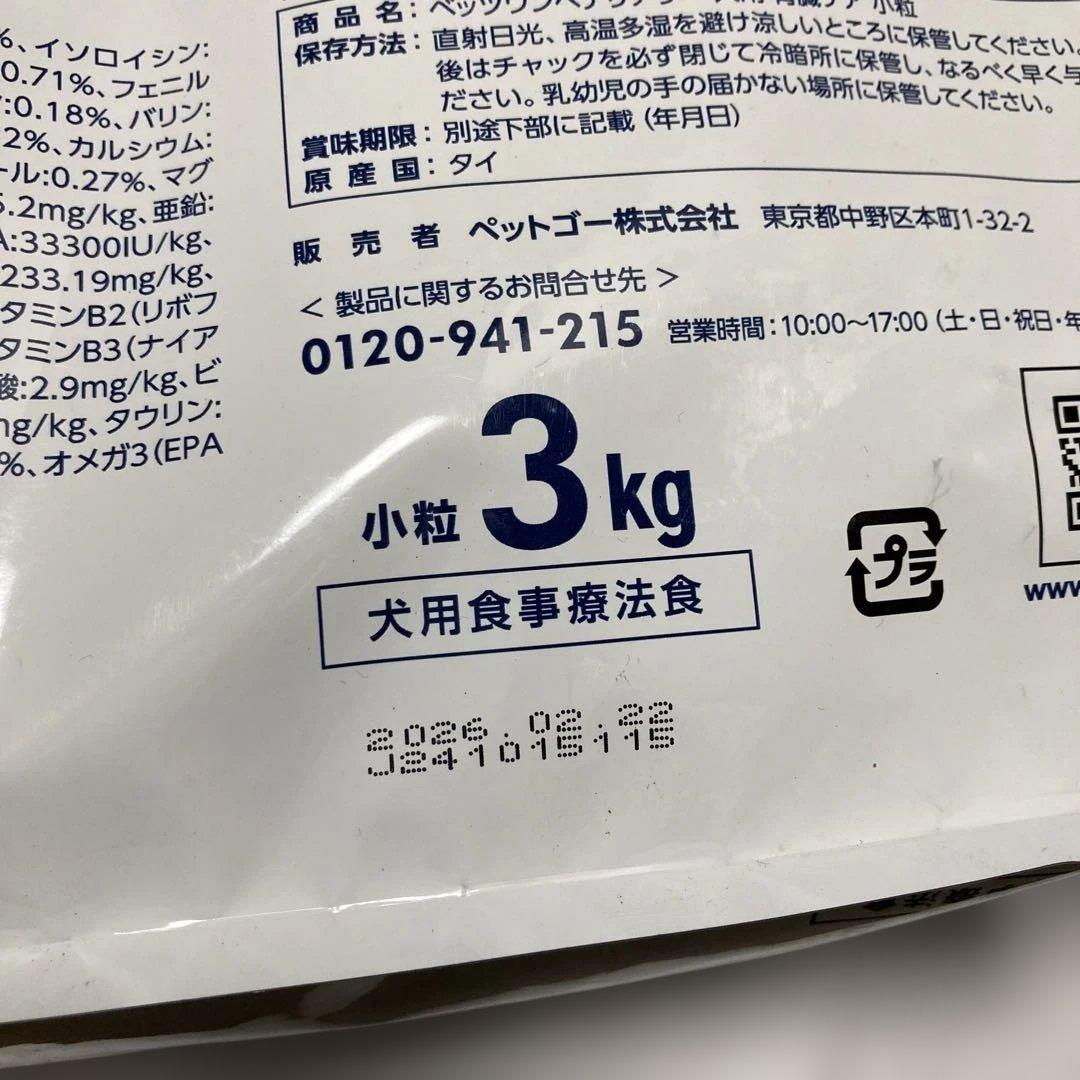 %、イソロイシン:
0.71%、フェニル
:0.18%、バリン:
2%、カルシウム:
ール:0.27%、マグ
5.2mg/kg、亜鉛:
A:33300IU/kg、
233.19mg/kg、
タミンB2(リボフ
タミンB3(ナイア
酸:2.9mg/kg、ビ
mg/kg、タウリン:
%、オメガ3(EPA
商品名: 小粒
保存方法:直射日光、高温多湿を避け涼しいところに保管してください。
後はチャックを必ず閉じて冷暗所に保管し、なるべく早く与
ださい。乳幼児の手の届かない場所に保管してください。
賞味期限:別途下部に記載(年月日)
原産国:タイ
販売者 ペットゴー株式会社 東京都中野区本町1-32-2
<製品に関するお問合せ先>
0120-941-215 営業時間:10:00〜17:00(土・日・祝日・年
小粒 3kg
犬用食事療法食
プラ
www.
2026.02.22